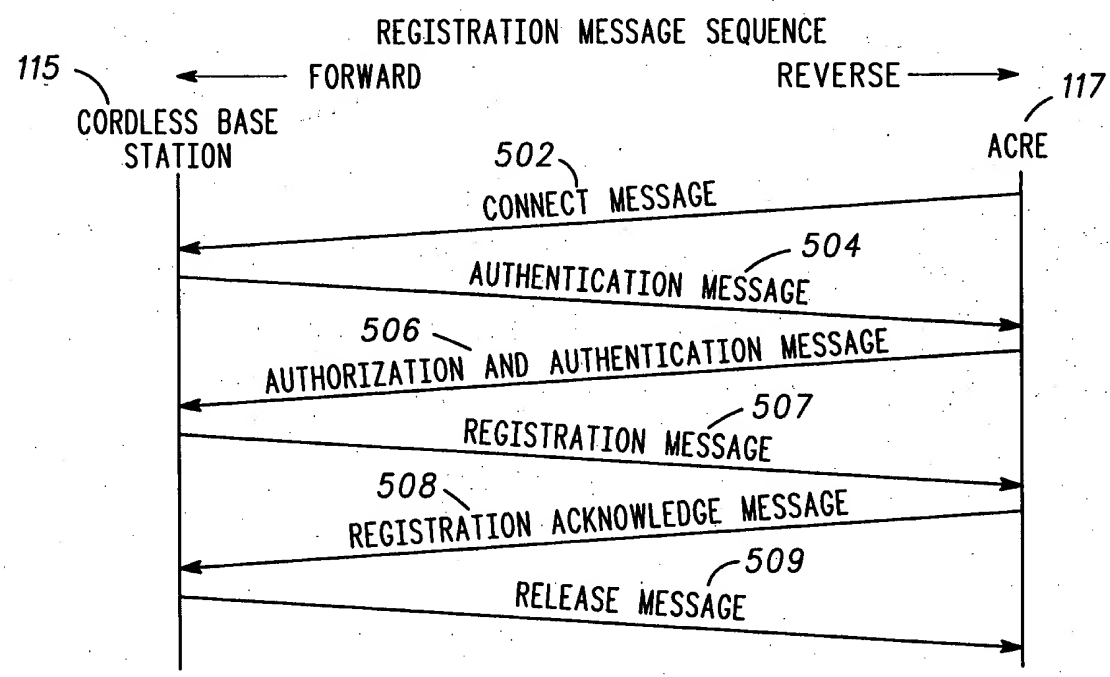 REGISTRATION MESSAGE SEQUENCE
115
FORWARD
REVERSE
117
CORDLESS BASE
STATION
ACRE
502
CONNECT MESSAGE
504
AUTHENTICATION MESSAGE
506
AUTHORIZATION AND AUTHENTICATION MESSAGE
507
REGISTRATION MESSAGE
508
REGISTRATION ACKNOWLEDGE MESSAGE
509
RELEASE MESSAGE